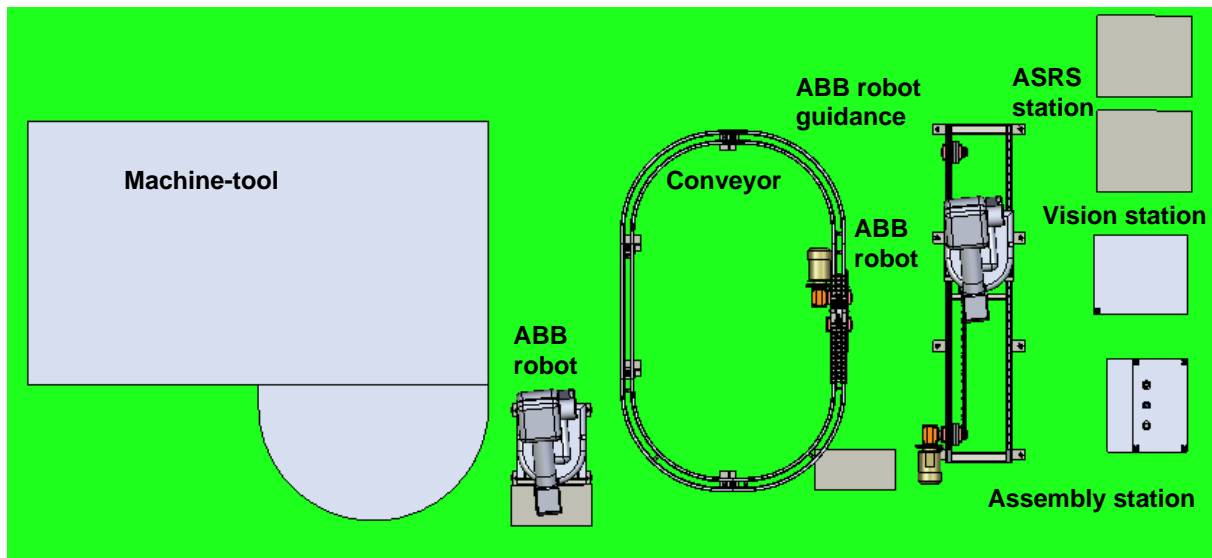 ABB robot
guidance
ASRS
station
Machine-tool
Conveyor
Vision station
ABB
robot
ABB
robot
Assembly station